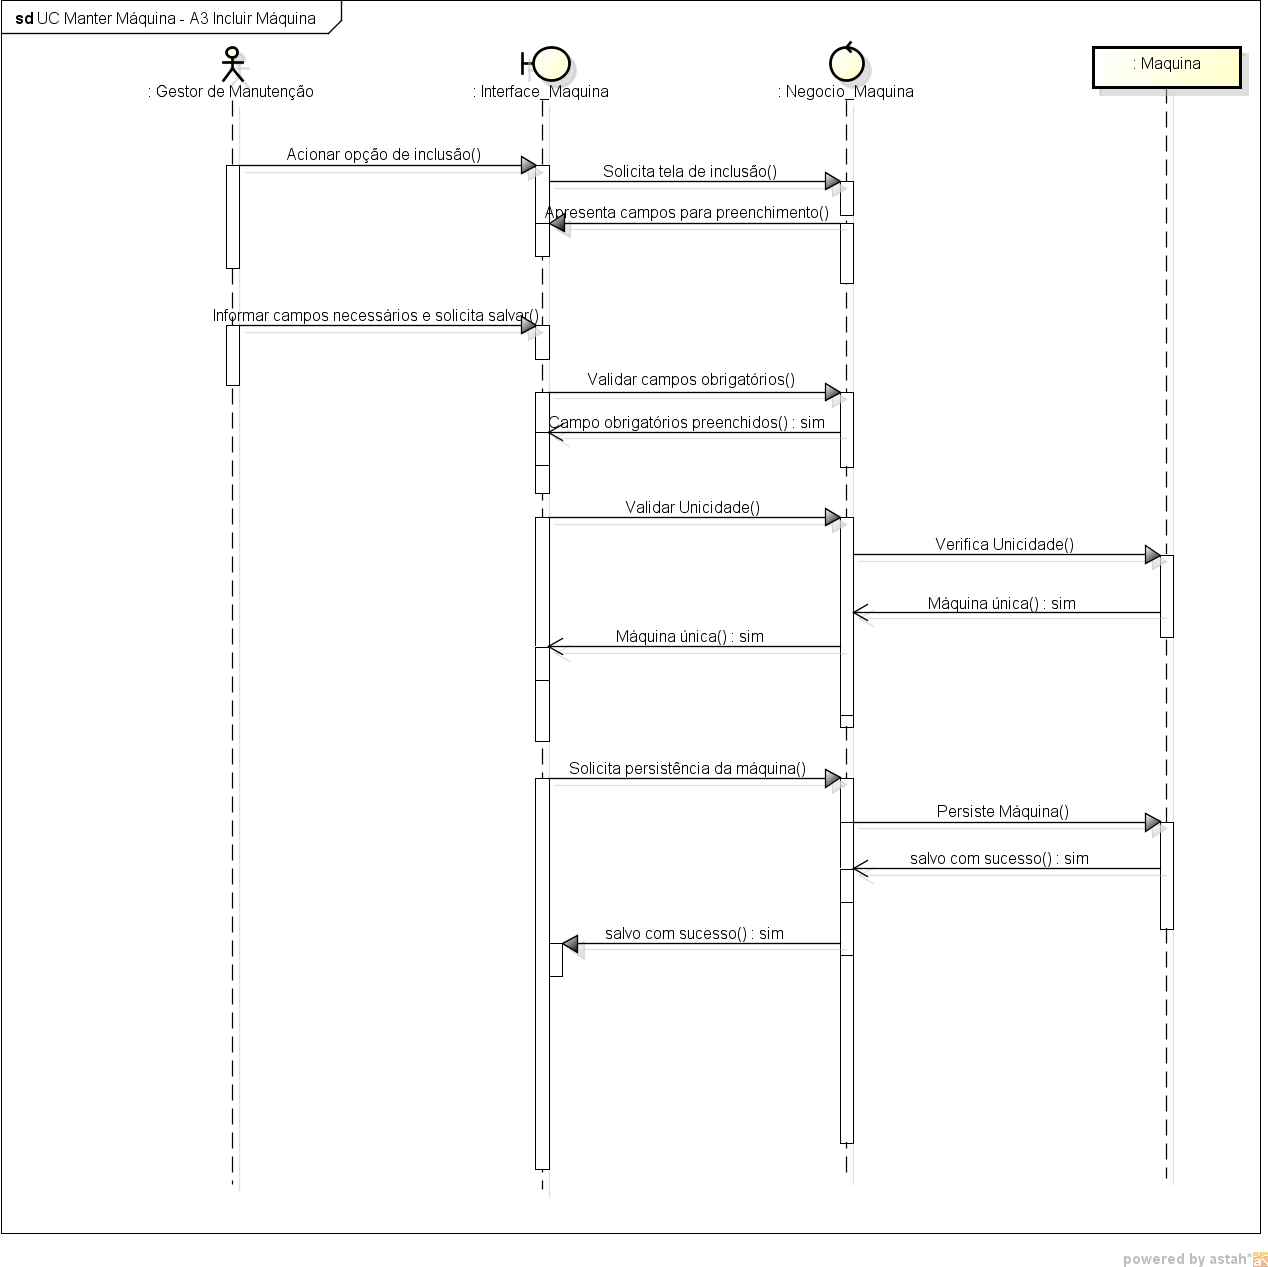 sd UC Manter Máquina - A3 Incluir Máquina
: Gestor de Manutenção
: Interface_Maquina
: Negocio_Maquina
: Maquina
Acionar opção de inclusão()
Solicita tela de inclusão()
Apresenta campos para preenchimento()
Informar campos necessários e solicita salvar()
Validar campos obrigatórios()
Campo obrigatórios preenchidos() : sim
Validar Unicidade()
Verifica Unicidade()
Máquina única() : sim
Máquina única() : sim
Solicita persistência da máquina()
Persiste Máquina()
salvo com sucesso() : sim
salvo com sucesso() : sim
powered by astah*